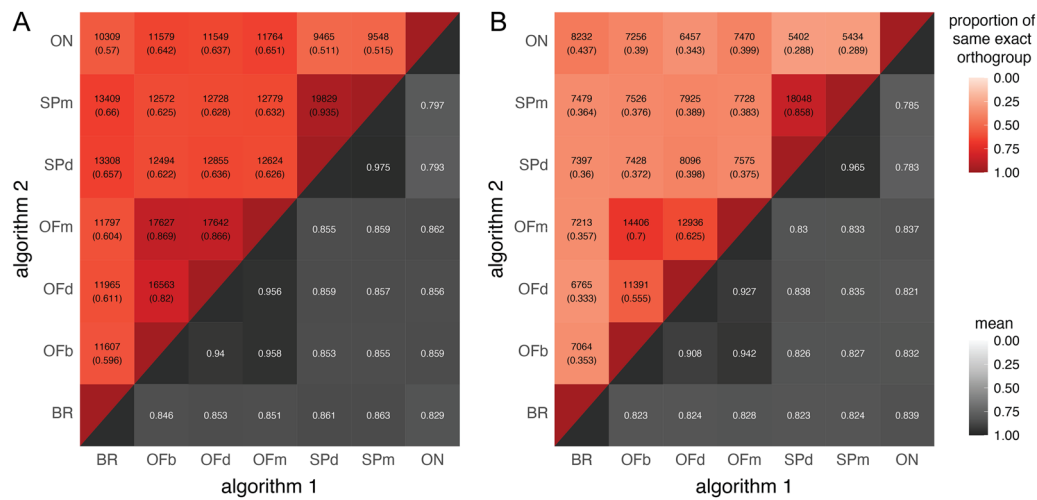 A
B
ON
10309 11579 11549 11764 9465 9548
(0.57) (0.642) (0.637) (0.651) (0.511) (0.515)
SPm
13409 12572 12728 12779 19829
(0.66) (0.625) (0.628) (0.632) (0.935)
0.797
SPd
13308 12494 12855 12624
(0.657) (0.622) (0.636) (0.626)
0.975 0.793
OFm
11797 17627 17642
(0.604) (0.869) (0.866)
0.855 0.859 0.862
OFd
11965 16563
(0.611) (0.82)
0.956 0.859 0.857 0.856
OFb
11607
(0.596)
0.94 0.958 0.853 0.855 0.859
BR
0.846 0.853 0.851 0.861 0.863 0.829
BR OFb OFd OFm SPd SPm ON
algorithm 1
algorithm 2
ON
8232 7256 6457 7470 5402 5434
(0.437) (0.39) (0.343) (0.399) (0.288) (0.289)
SPm
7479 7526 7925 7728 18048
(0.364) (0.376) (0.389) (0.383) (0.858)
0.785
SPd
7397 7428 8096 7575
(0.36) (0.372) (0.398) (0.375)
0.965 0.783
OFm
7213 14406 12936
(0.357) (0.7) (0.625)
0.83 0.833 0.837
OFd
6765 11391
(0.333) (0.555)
0.927 0.838 0.835 0.821
OFb
7064
(0.353)
0.908 0.942 0.826 0.827 0.832
BR
0.823 0.824 0.828 0.823 0.824 0.839
BR OFb OFd OFm SPd SPm ON
algorithm 1
algorithm 2
proportion of
same exact
orthogroup
0.00
0.25
0.50
0.75
1.00
mean
0.00
0.25
0.50
0.75
1.00